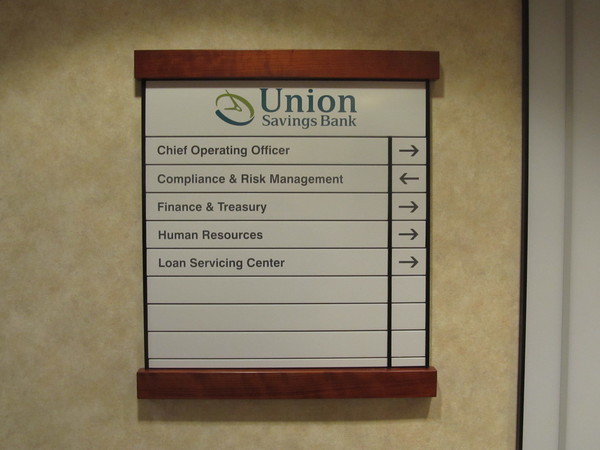 Union
Savings Bank
Chief Operating Officer →
Compliance & Risk Management ←
Finance & Treasury →
Human Resources →
Loan Servicing Center →